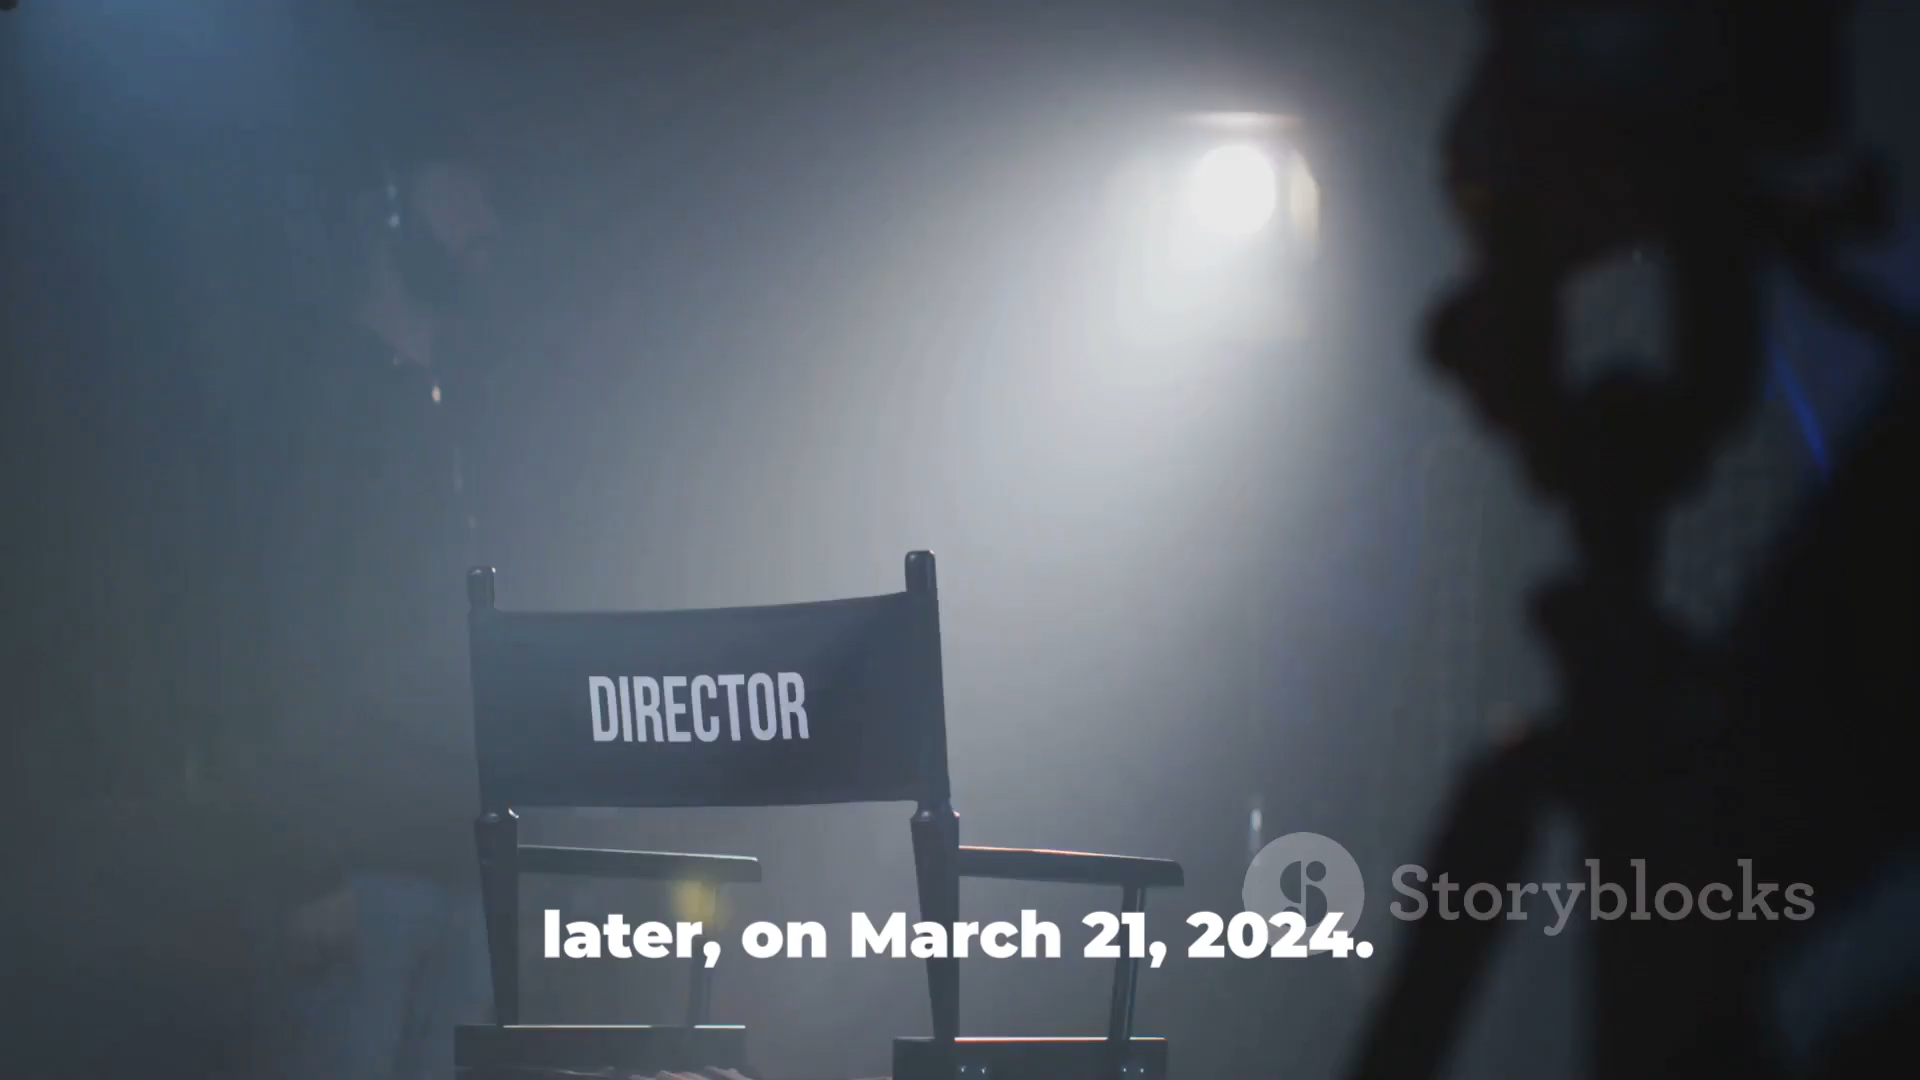 DIRECTOR
Storyblocks
later, on March 21, 2024.